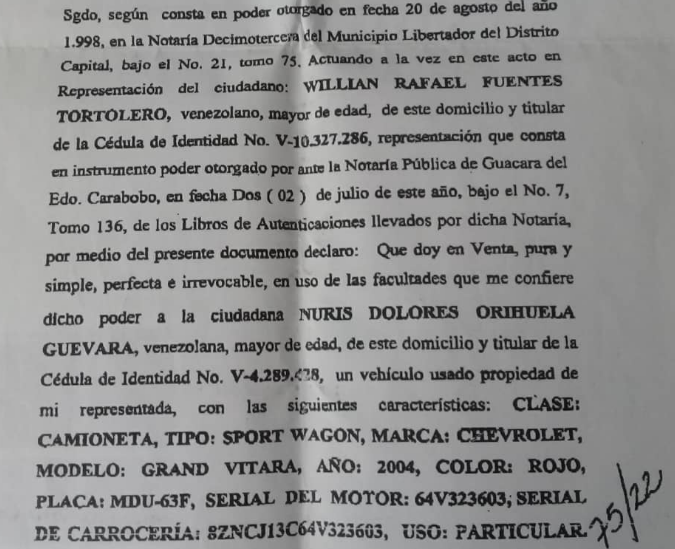 Sgdo, según consta en poder otorgado en fecha 20 de agosto del año
1.998, en la Notaría Decimotercera del Municipio Libertador del Distrito
Capital, bajo el No. 21, tomo 75. Actuando a la vez en este acto en
Representación del ciudadano: WILLIAN RAFAEL FUENTES
TORTOLERO, venezolano, mayor de edad, de este domicilio y titular
de la Cédula de Identidad No. V-10.327.286, representación que consta
en instrumento poder otorgado por ante la Notaría Pública de Guacara del
Edo. Carabobo, en fecha Dos ( 02 ) de julio de este año, bajo el No. 7,
Tomo 136, de los Libros de Autenticaciones llevados por dicha Notaría,
por medio del presente documento declaro: Que doy en Venta, pura y
simple, perfecta e irrevocable, en uso de las facultades que me confiere
dicho poder a la ciudadana NURIS DOLORES ORIHUELA
GUEVARA, venezolana, mayor de edad, de este domicilio y titular de la
Cédula de Identidad No. V-4.289.428, un vehículo usado propiedad de
mi representada, con las siguientes características: CLASE:
CAMIONETA, TIPO: SPORT WAGON, MARCA: CHEVROLET,
MODELO: GRAND VITARA, AÑO: 2004, COLOR: ROJO,
PLACA: MDU-63F, SERIAL DEL MOTOR: 64V323603, SERIAL
DE CARROCERÍA: 8ZNCJ13C64V323603, USO: PARTICULAR.
75/22